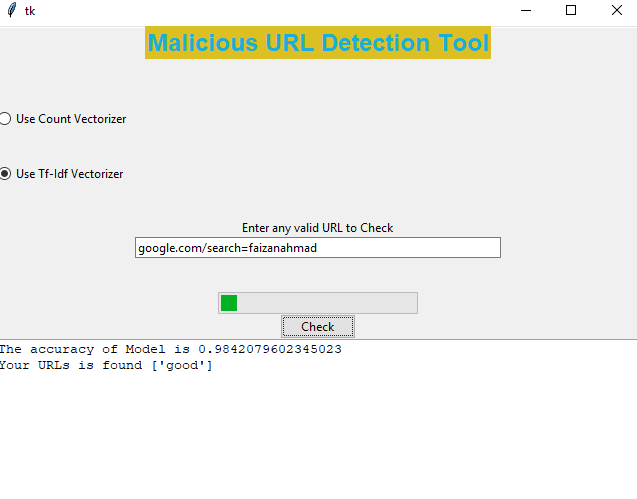 tk
Malicious URL Detection Tool
Use Count Vectorizer
Use Tf-Idf Vectorizer
Enter any valid URL to Check
google.com/search=faizanahmad
Check
The accuracy of Model is 0.9842079602345023
Your URLs is found ['good']